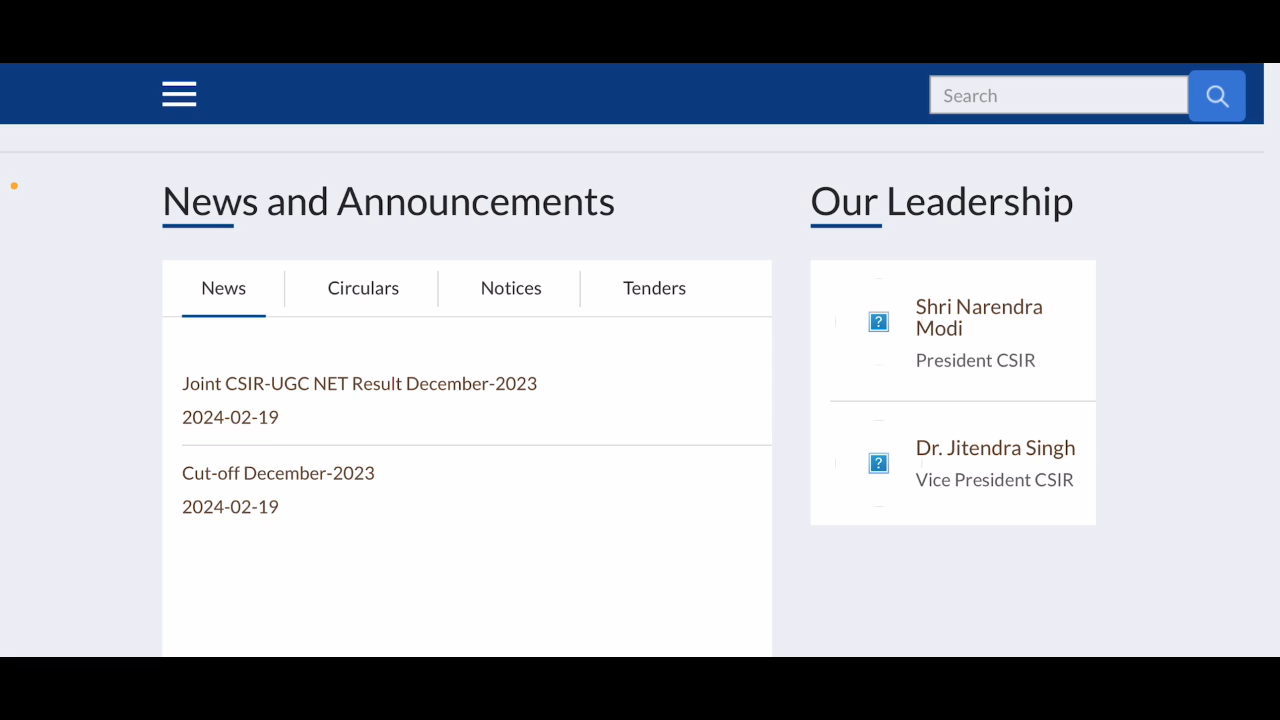 Search
News and Announcements
Our Leadership
News
Circulars
Notices
Tenders
Joint CSIR-UGC NET Result December-2023
2024-02-19
Cut-off December-2023
2024-02-19
?
Shri Narendra
Modi
President CSIR
?
Dr. Jitendra Singh
Vice President CSIR